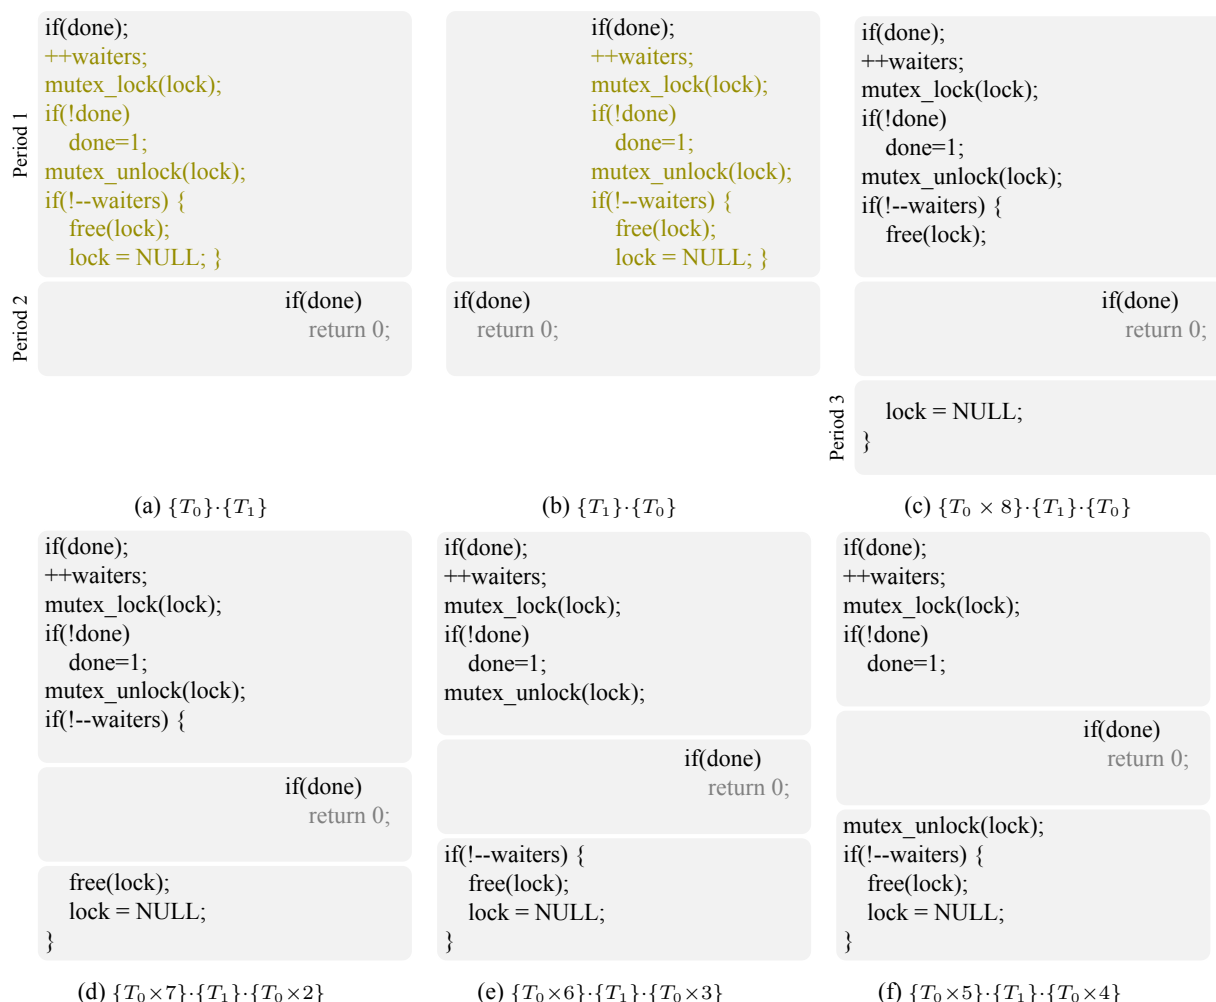 Period 1
if(done);
++waiters;
mutex_lock(lock);
if(!done)
done=1;
mutex_unlock(lock);
if(!--waiters) {
free(lock);
lock = NULL; }
Period 2
if(done)
return 0;
(a) {T0}·{T1}
if(done);
++waiters;
mutex_lock(lock);
if(!done)
done=1;
mutex_unlock(lock);
if(!--waiters) {
free(lock);
lock = NULL; }
if(done)
return 0;
(b) {T1}·{T0}
if(done);
++waiters;
mutex_lock(lock);
if(!done)
done=1;
mutex_unlock(lock);
if(!--waiters) {
free(lock);
if(done)
return 0;
Period 3
lock = NULL;
}
(c) {T0 × 8}·{T1}·{T0}
if(done);
++waiters;
mutex_lock(lock);
if(!done)
done=1;
mutex_unlock(lock);
if(!--waiters) {
if(done)
return 0;
free(lock);
lock = NULL;
}
(d) {T0×7}·{T1}·{T0×2}
if(done);
++waiters;
mutex_lock(lock);
if(!done)
done=1;
mutex_unlock(lock);
if(done)
return 0;
if(!--waiters) {
free(lock);
lock = NULL;
}
(e) {T0×6}·{T1}·{T0×3}
if(done);
++waiters;
mutex_lock(lock);
if(!done)
done=1;
if(done)
return 0;
mutex_unlock(lock);
if(!--waiters) {
free(lock);
lock = NULL;
}
(f) {T0×5}·{T1}·{T0×4}